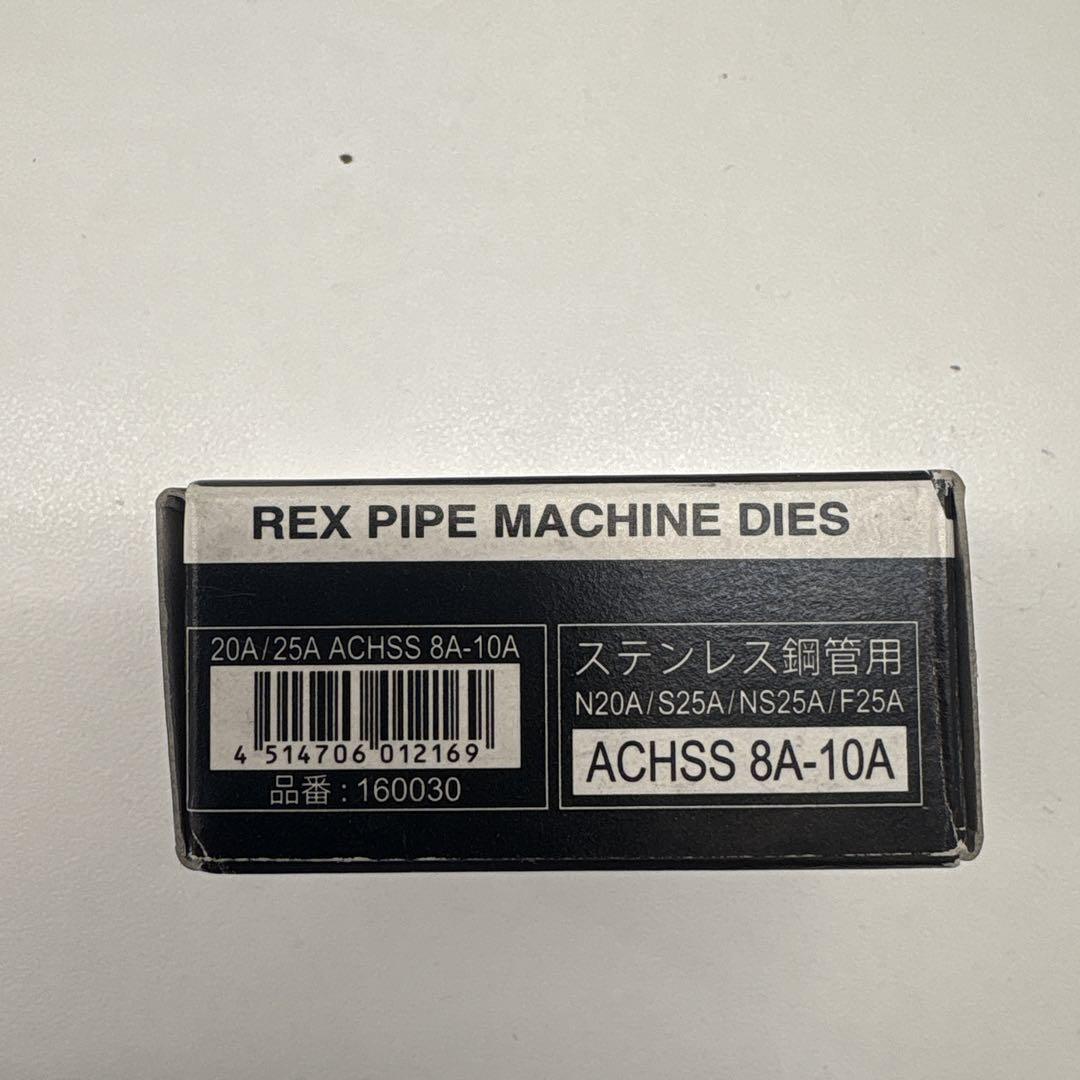 REX PIPE MACHINE DIES
20A/25A ACHSS 8A-10A
4 514706 012169
品番 : 160030
ステンレス鋼管用
N20A/S25A/NS25A/F25A
ACHSS 8A-10A